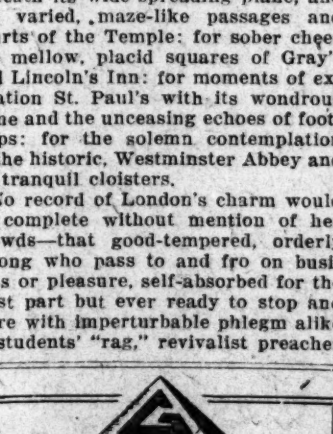 varied, maze-like passages an
rts of the Temple: for sober chee
mellow, placid squares of Gray'
l Lincoln's Inn: for moments of ex
ation St. Paul's with its wondrou
ne and the unceasing echoes of foot
ps: for the solemn contemplation
he historic, Westminster Abbey and
tranquil cloisters.
No record of London's charm would
complete without mention of he
wds—that good-tempered, orderl
ong who pass to and fro on busi
s or pleasure, self-absorbed for the
st part but ever ready to stop and
re with imperturbable phlegm alik
students' "rag," revivalist preache